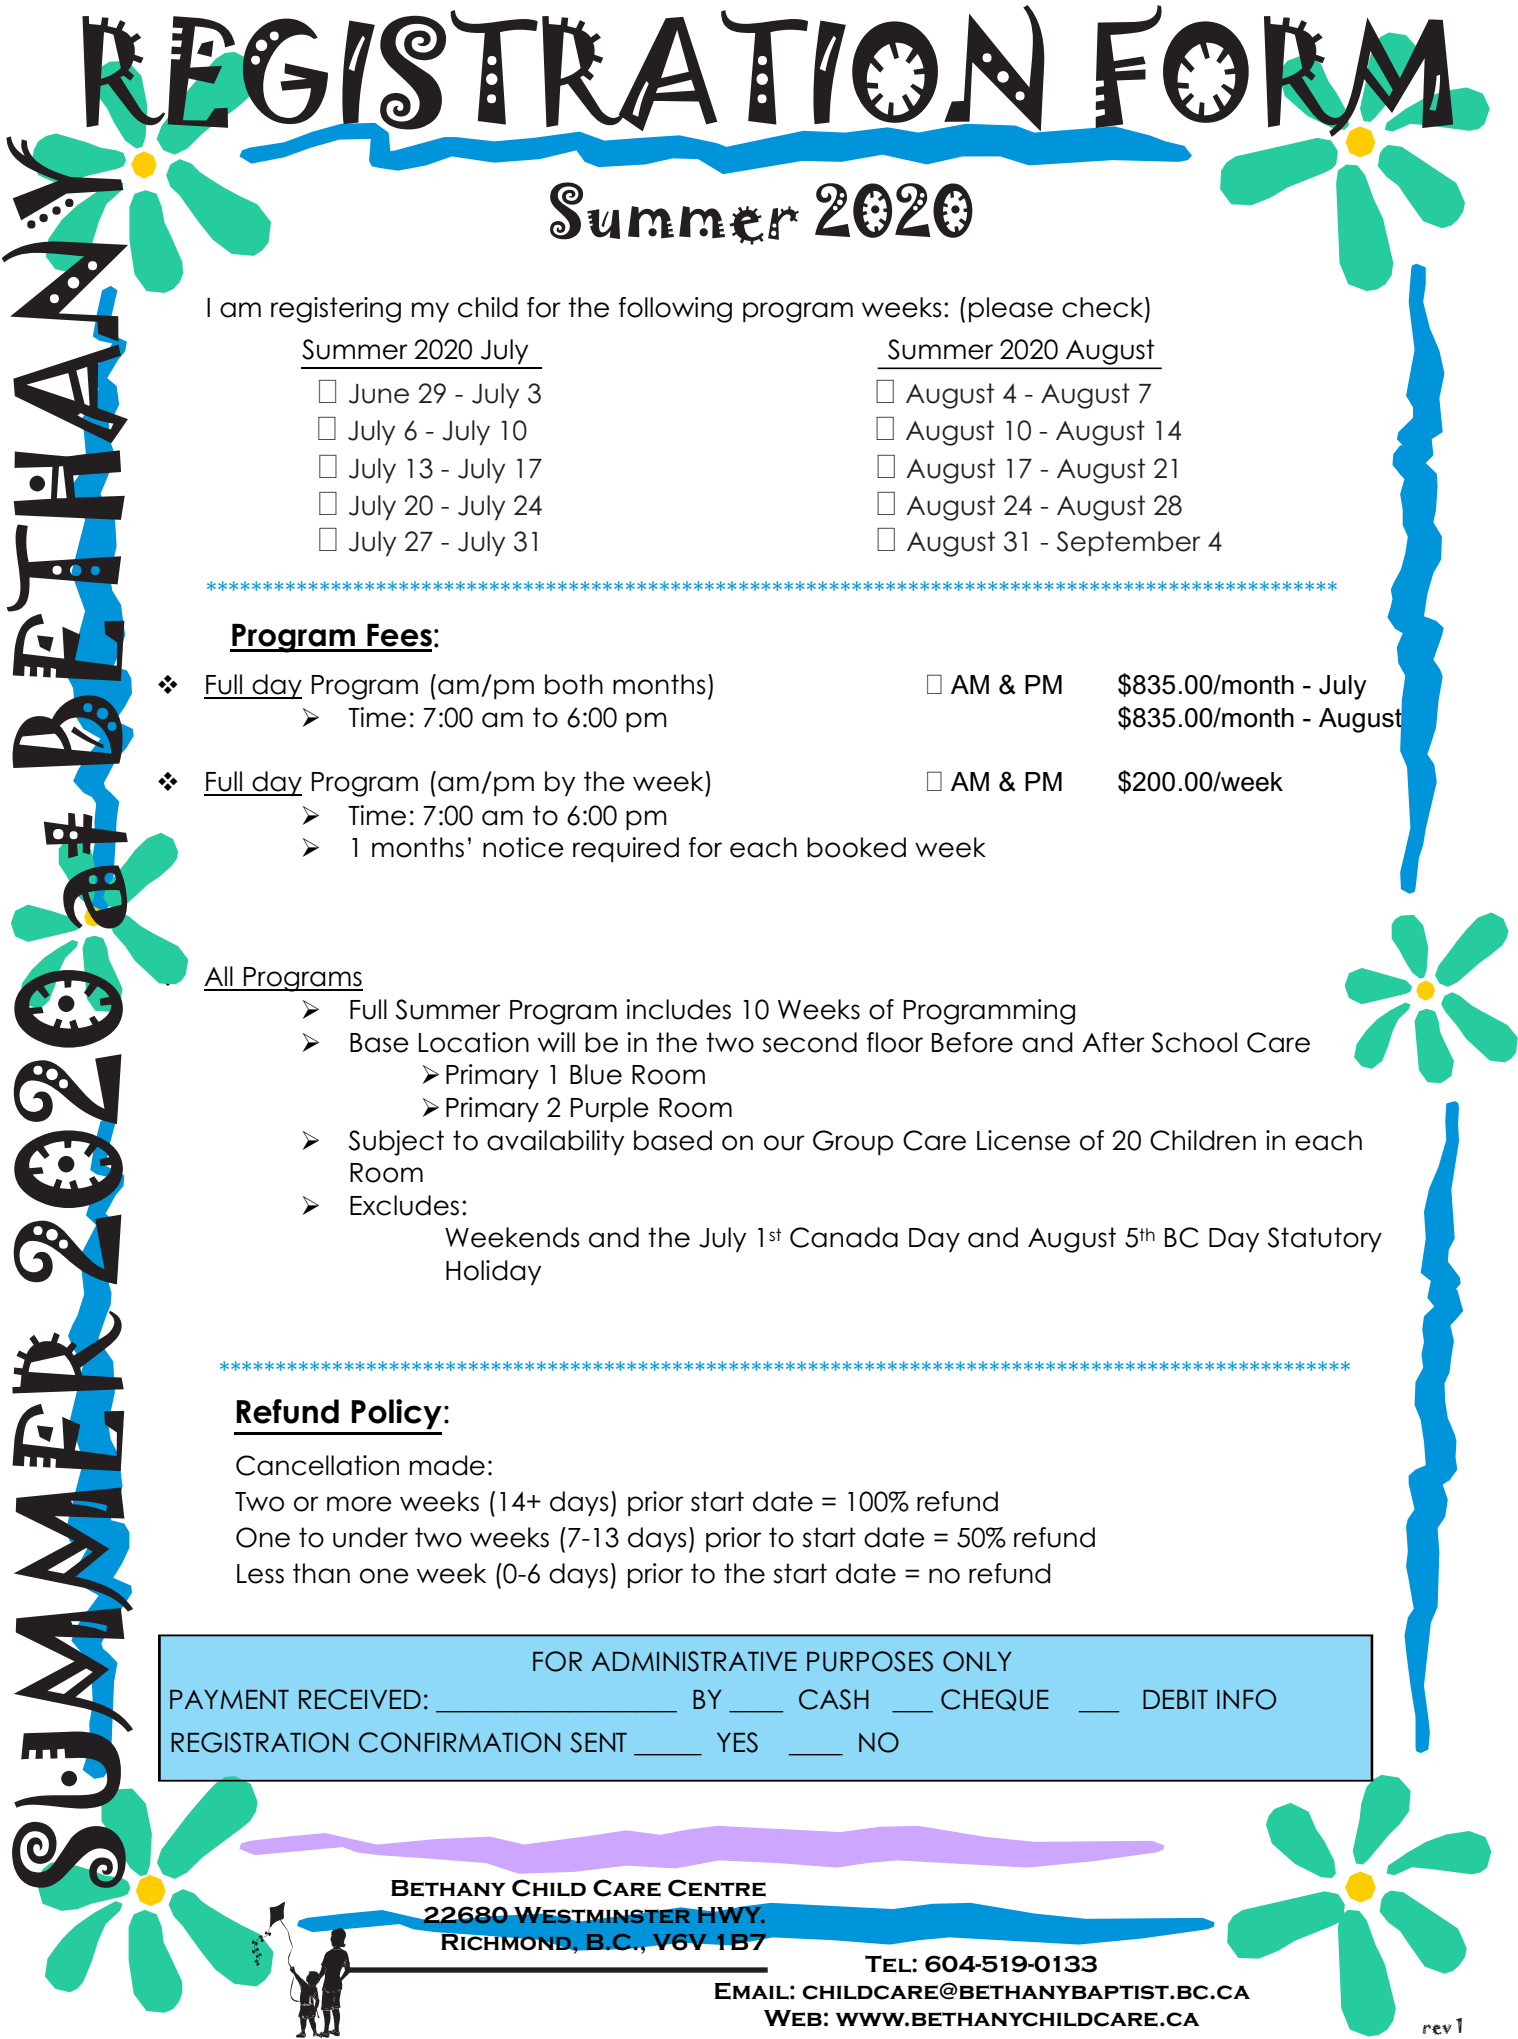 REGISTRATION FORM
SUMMER 2020 at BETHANY
Summer 2020
I am registering my child for the following program weeks: (please check)
Summer 2020 July
☐ June 29 - July 3
☐ July 6 - July 10
☐ July 13 - July 17
☐ July 20 - July 24
☐ July 27 - July 31
Summer 2020 August
☐ August 4 - August 7
☐ August 10 - August 14
☐ August 17 - August 21
☐ August 24 - August 28
☐ August 31 - September 4
*****************************************************************************************************
Program Fees:
❖ Full day Program (am/pm both months) ☐ AM & PM $835.00/month - July
➢ Time: 7:00 am to 6:00 pm $835.00/month - August
❖ Full day Program (am/pm by the week) ☐ AM & PM $200.00/week
➢ Time: 7:00 am to 6:00 pm
➢ 1 months’ notice required for each booked week
All Programs
➢ Full Summer Program includes 10 Weeks of Programming
➢ Base Location will be in the two second floor Before and After School Care
➢ Primary 1 Blue Room
➢ Primary 2 Purple Room
➢ Subject to availability based on our Group Care License of 20 Children in each
Room
➢ Excludes:
Weekends and the July 1st Canada Day and August 5th BC Day Statutory
Holiday
*****************************************************************************************************
Refund Policy:
Cancellation made:
Two or more weeks (14+ days) prior start date = 100% refund
One to under two weeks (7-13 days) prior to start date = 50% refund
Less than one week (0-6 days) prior to the start date = no refund
FOR ADMINISTRATIVE PURPOSES ONLY
PAYMENT RECEIVED: __________________ BY ____ CASH ___ CHEQUE ___ DEBIT INFO
REGISTRATION CONFIRMATION SENT _____ YES ____ NO
BETHANY CHILD CARE CENTRE
22680 WESTMINSTER HWY.
RICHMOND, B.C., V6V 1B7
TEL: 604-519-0133
EMAIL: CHILDCARE@BETHANYBAPTIST.BC.CA
WEB: WWW.BETHANYCHILDCARE.CA
rev 1